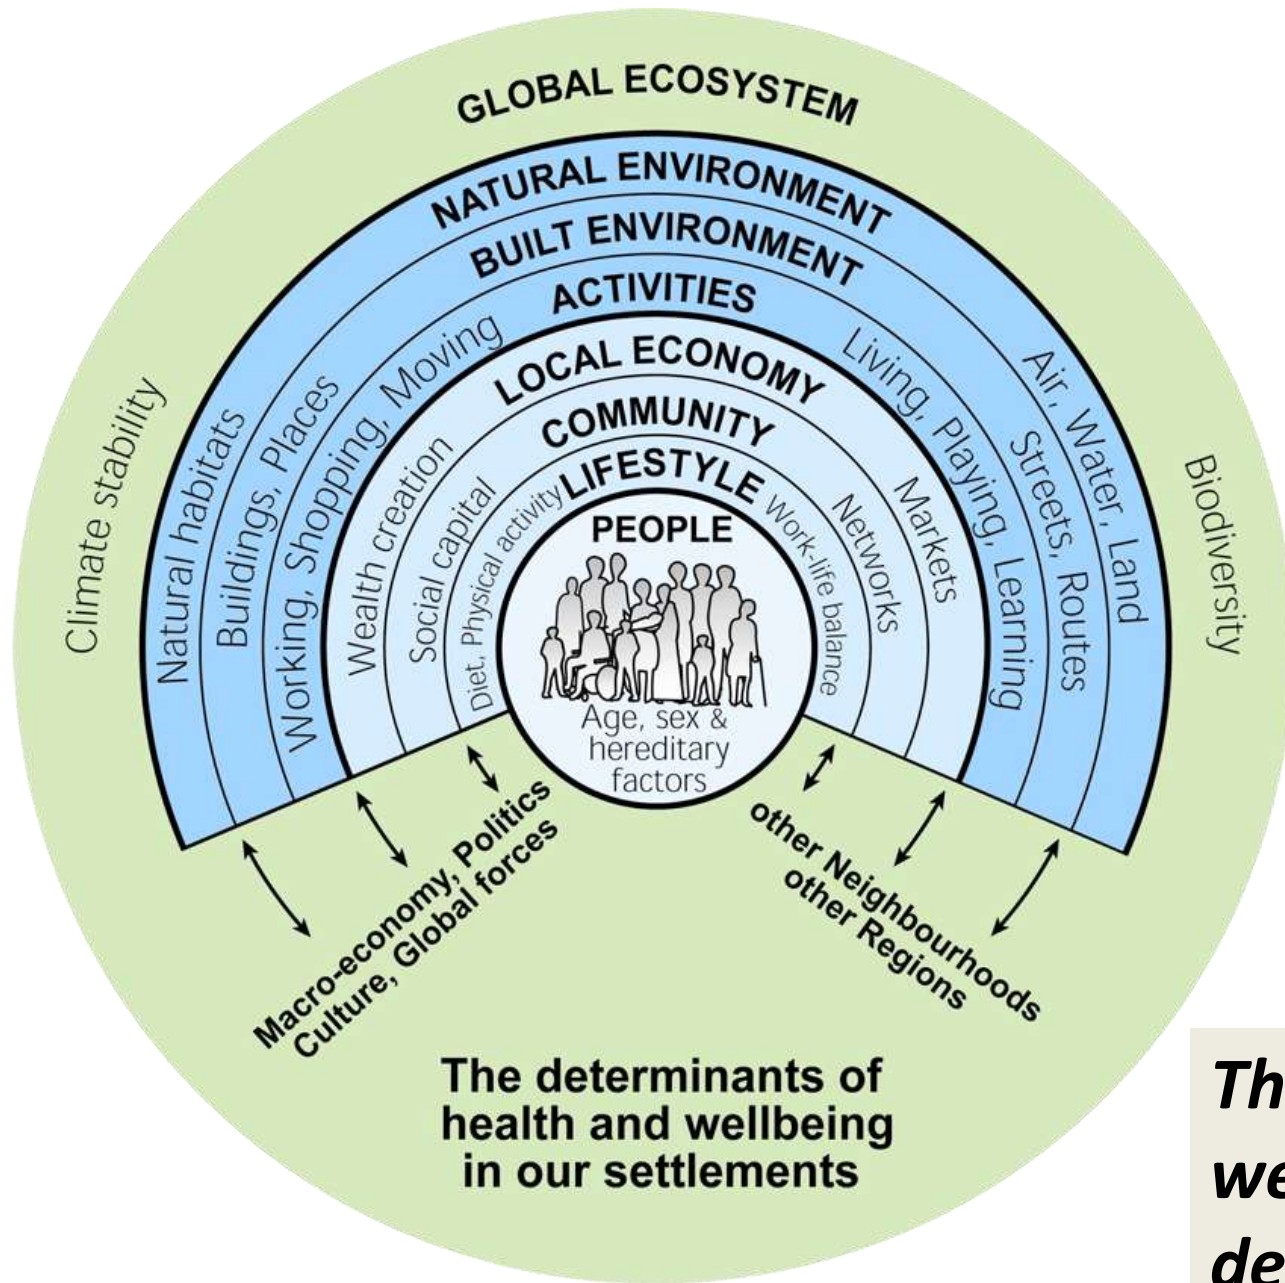 GLOBAL ECOSYSTEM
NATURAL ENVIRONMENT
BUILT ENVIRONMENT
ACTIVITIES
LOCAL ECONOMY
COMMUNITY
LIFESTYLE
PEOPLE
Age, sex &
hereditary
factors
Climate stability
Natural habitats
Buildings, Places
Working, Shopping, Moving
Wealth creation
Social capital
Diet, Physical activity
Work-life balance
Networks
Markets
Living, Playing, Learning
Streets, Routes
Air, Water, Land
Biodiversity
Macro-economy, Politics
Culture, Global forces
other Neighbourhoods
other Regions
The determinants of
health and wellbeing
in our settlements